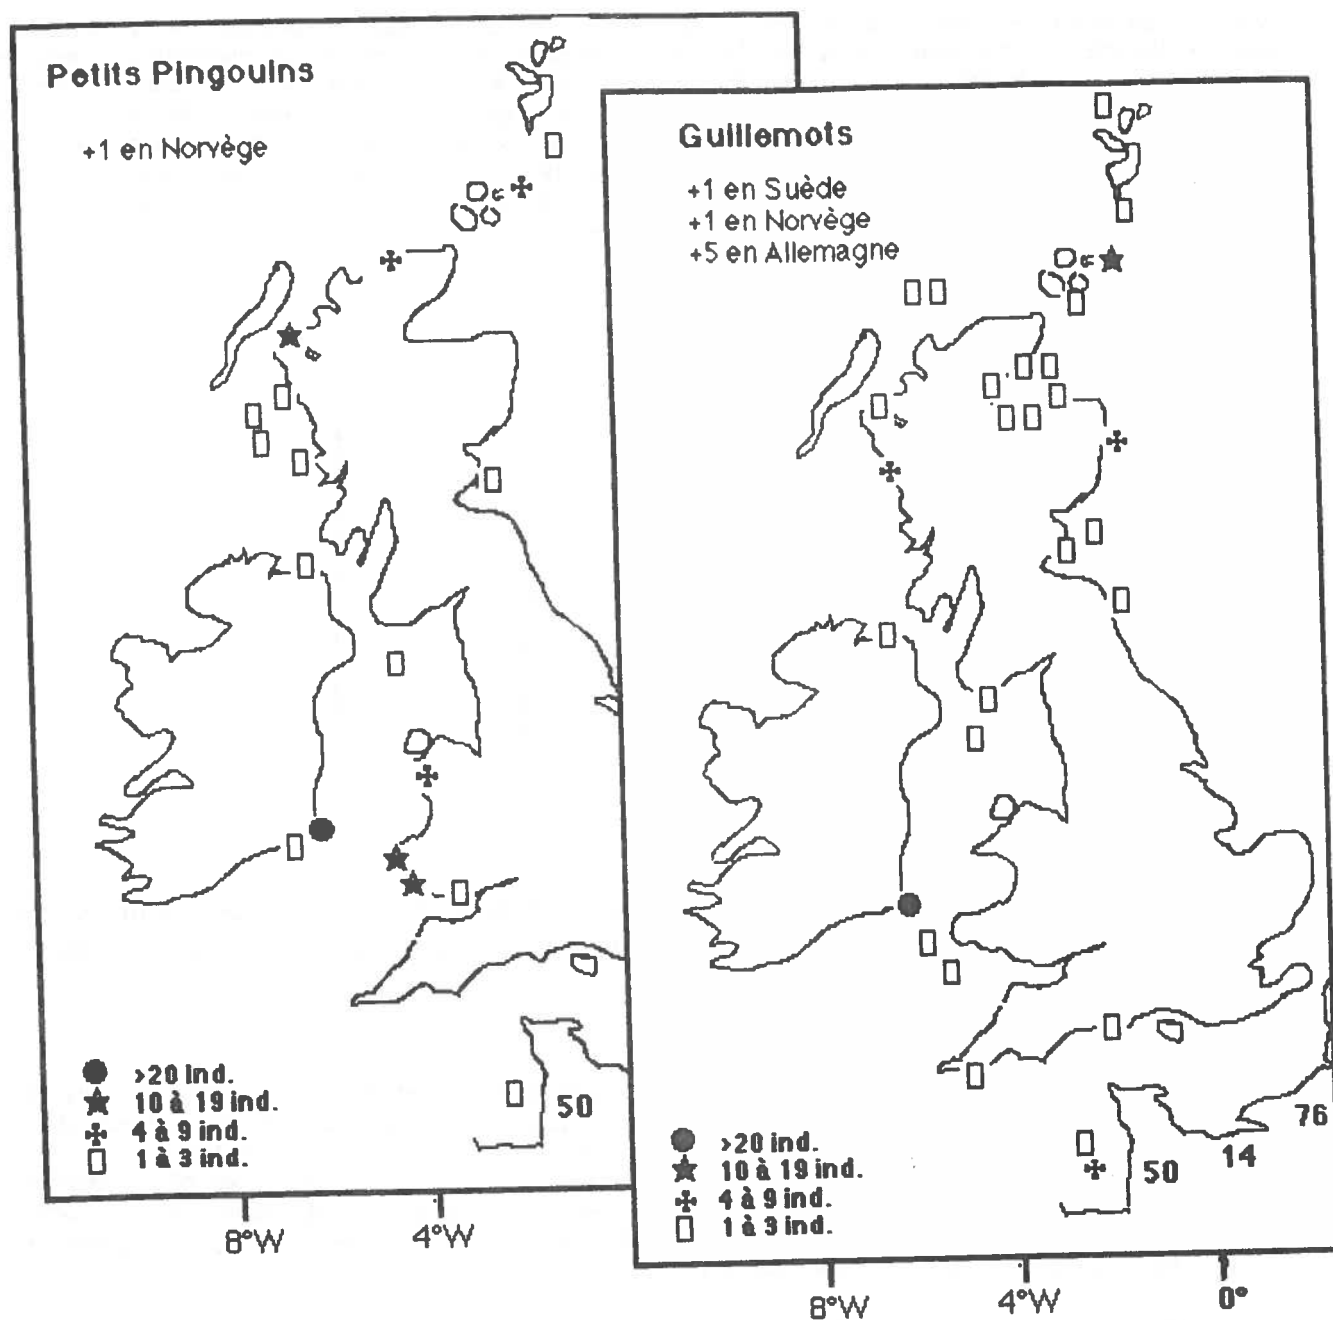 Petits Pingouins
+1 en Norvège
>20 ind.
10 à 19 ind.
4 à 9 ind.
1 à 3 ind.
50
8°W
4°W
Guillemots
+1 en Suède
+1 en Norvège
+5 en Allemagne
>20 ind.
10 à 19 ind.
4 à 9 ind.
1 à 3 ind.
50
14
76
8°W
4°W
0°